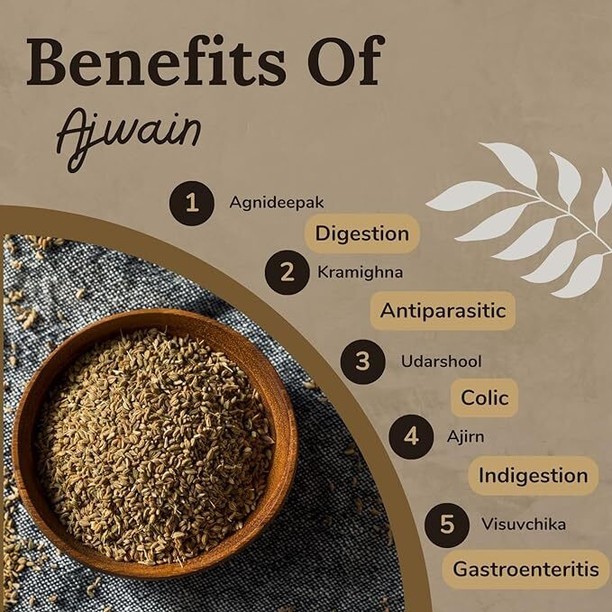 Benefits Of
Ajwain
1 Agnideepak
Digestion
2 Kramighna
Antiparasitic
3 Udarshool
Colic
4 Ajirn
Indigestion
5 Visuvchika
Gastroenteritis